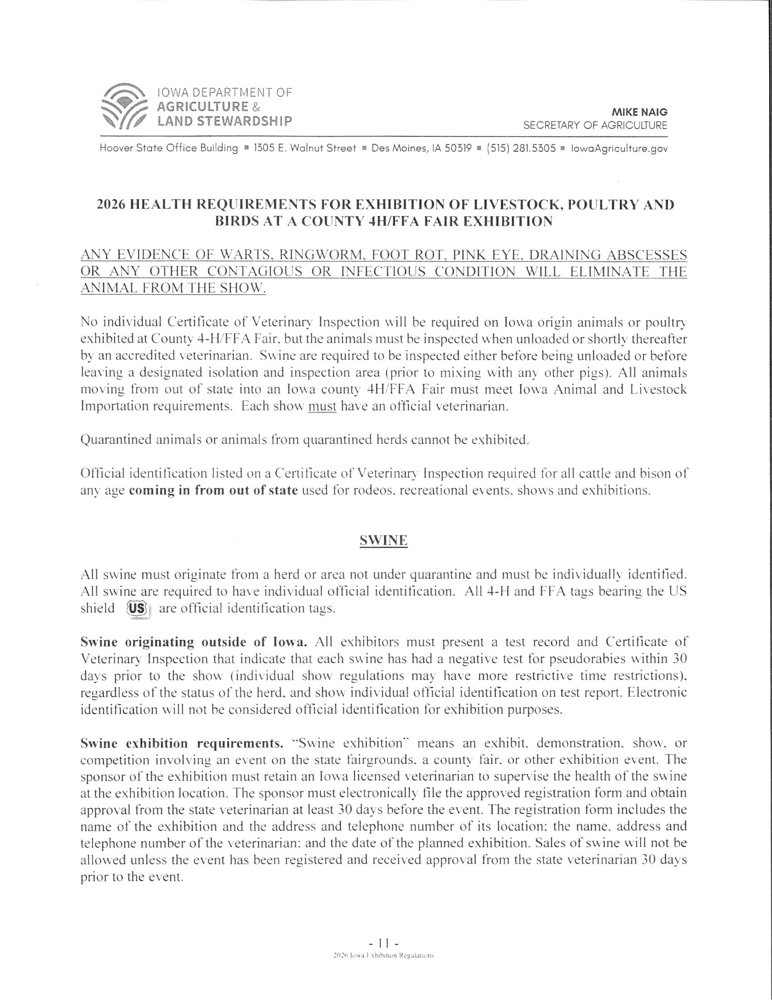 IOWA DEPARTMENT OF
AGRICULTURE &
LAND STEWARDSHIP
MIKE NAIG
SECRETARY OF AGRICULTURE
Hoover State Office Building ▪ 1305 E. Walnut Street ▪ Des Moines, IA 50319 ▪ (515) 281.5305 ▪ IowaAgriculture.gov
2026 HEALTH REQUIREMENTS FOR EXHIBITION OF LIVESTOCK, POULTRY AND
BIRDS AT A COUNTY 4H/FFA FAIR EXHIBITION
ANY EVIDENCE OF WARTS, RINGWORM, FOOT ROT, PINK EYE, DRAINING ABSCESSES
OR ANY OTHER CONTAGIOUS OR INFECTIOUS CONDITION WILL ELIMINATE THE
ANIMAL FROM THE SHOW.
No individual Certificate of Veterinary Inspection will be required on Iowa origin animals or poultry
exhibited at County 4-H/FFA Fair, but the animals must be inspected when unloaded or shortly thereafter
by an accredited veterinarian. Swine are required to be inspected either before being unloaded or before
leaving a designated isolation and inspection area (prior to mixing with any other pigs). All animals
moving from out of state into an Iowa county 4H/FFA Fair must meet Iowa Animal and Livestock
Importation requirements. Each show must have an official veterinarian.
Quarantined animals or animals from quarantined herds cannot be exhibited.
Official identification listed on a Certificate of Veterinary Inspection required for all cattle and bison of
any age coming in from out of state used for rodeos, recreational events, shows and exhibitions.
SWINE
All swine must originate from a herd or area not under quarantine and must be individually identified.
All swine are required to have individual official identification. All 4-H and FFA tags bearing the US
shield US are official identification tags.
Swine originating outside of Iowa. All exhibitors must present a test record and Certificate of
Veterinary Inspection that indicate that each swine has had a negative test for pseudorabies within 30
days prior to the show (individual show regulations may have more restrictive time restrictions),
regardless of the status of the herd, and show individual official identification on test report. Electronic
identification will not be considered official identification for exhibition purposes.
Swine exhibition requirements. “Swine exhibition” means an exhibit, demonstration, show, or
competition involving an event on the state fairgrounds, a county fair, or other exhibition event. The
sponsor of the exhibition must retain an Iowa licensed veterinarian to supervise the health of the swine
at the exhibition location. The sponsor must electronically file the approved registration form and obtain
approval from the state veterinarian at least 30 days before the event. The registration form includes the
name of the exhibition and the address and telephone number of its location; the name, address and
telephone number of the veterinarian; and the date of the planned exhibition. Sales of swine will not be
allowed unless the event has been registered and received approval from the state veterinarian 30 days
prior to the event.
- 11 -
2026 Iowa Exhibition Regulations